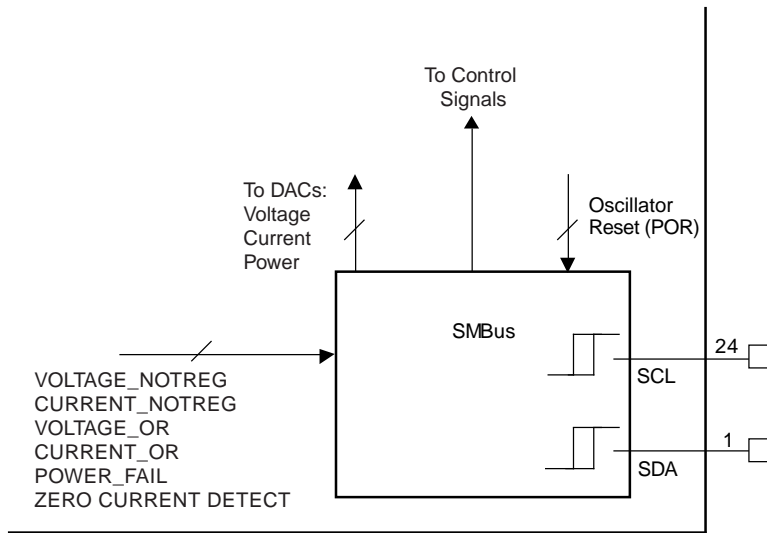 To Control
Signals
To DACs:
Voltage
Current
Power
Oscillator
Reset (POR)
SMBus
24
SCL
1
SDA
VOLTAGE_NOTREG
CURRENT_NOTREG
VOLTAGE_OR
CURRENT_OR
POWER_FAIL
ZERO CURRENT DETECT